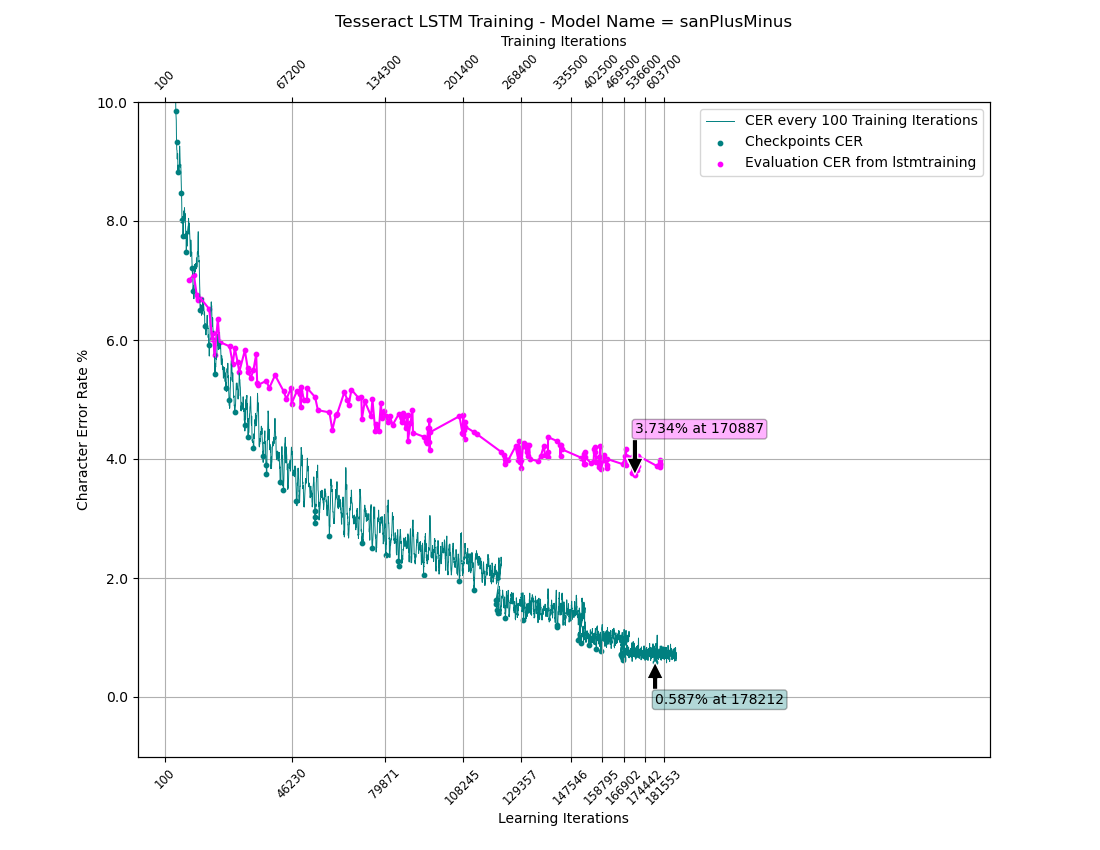 Tesseract LSTM Training - Model Name = sanPlusMinus
Training Iterations
100 67200 134300 201400 268400 335500 402500 469500 536600 603700
CER every 100 Training Iterations
Checkpoints CER
Evaluation CER from lstmtraining
Character Error Rate %
10.0
8.0
6.0
4.0
2.0
0.0
3.734% at 170887
0.587% at 178212
100 46230 79871 108245 129357 147546 158795 166902 174442 181553
Learning Iterations